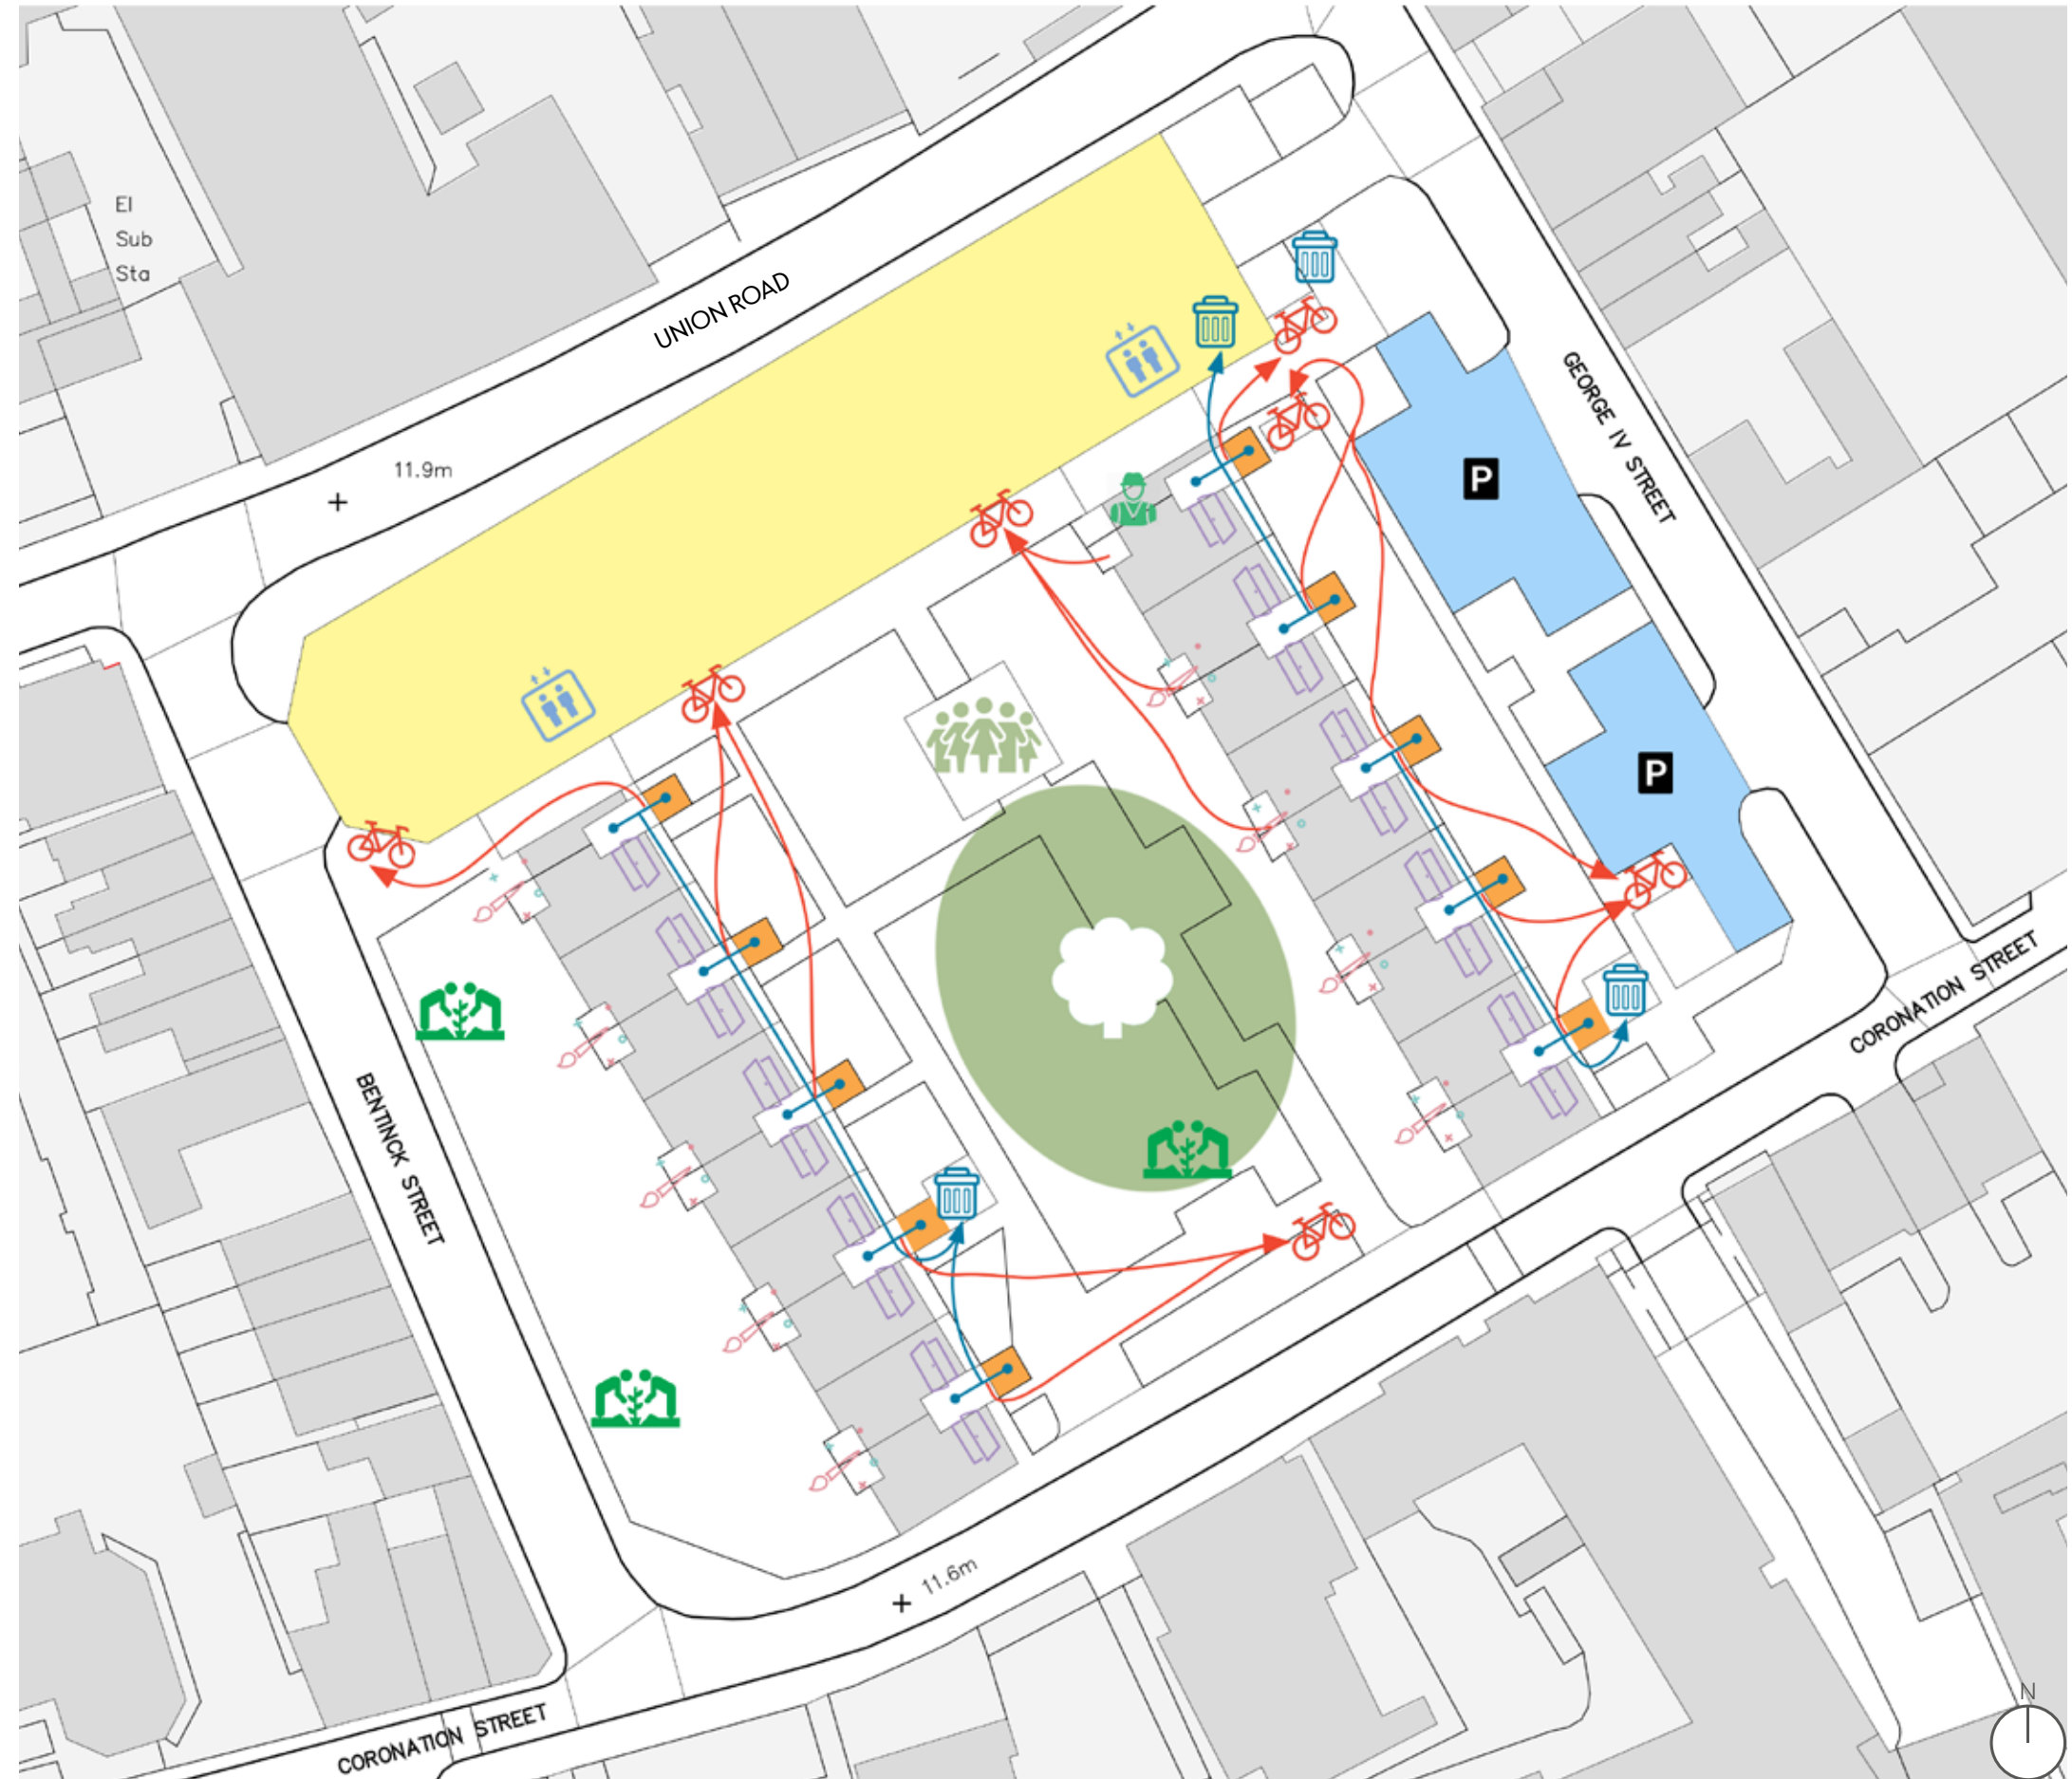 El
Sub
Sta
UNION ROAD
11.9m
GEORGE IV STREET
P
P
CORONATION STREET
BENTINCK STREET
11.6m
CORONATION STREET
N